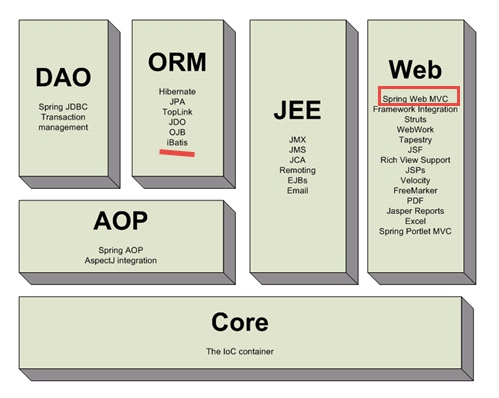 DAO
Spring JDBC
Transaction
management
ORM
Hibernate
JPA
TopLink
JDO
OJB
iBatis
JEE
JMX
JMS
JCA
Remoting
EJBs
Email
Web
Spring Web MVC
Framework Integration
Struts
WebWork
Tapestry
JSF
Rich View Support
JSPs
Velocity
FreeMarker
PDF
Jasper Reports
Excel
Spring Portlet MVC
AOP
Spring AOP
AspectJ integration
Core
The IoC container